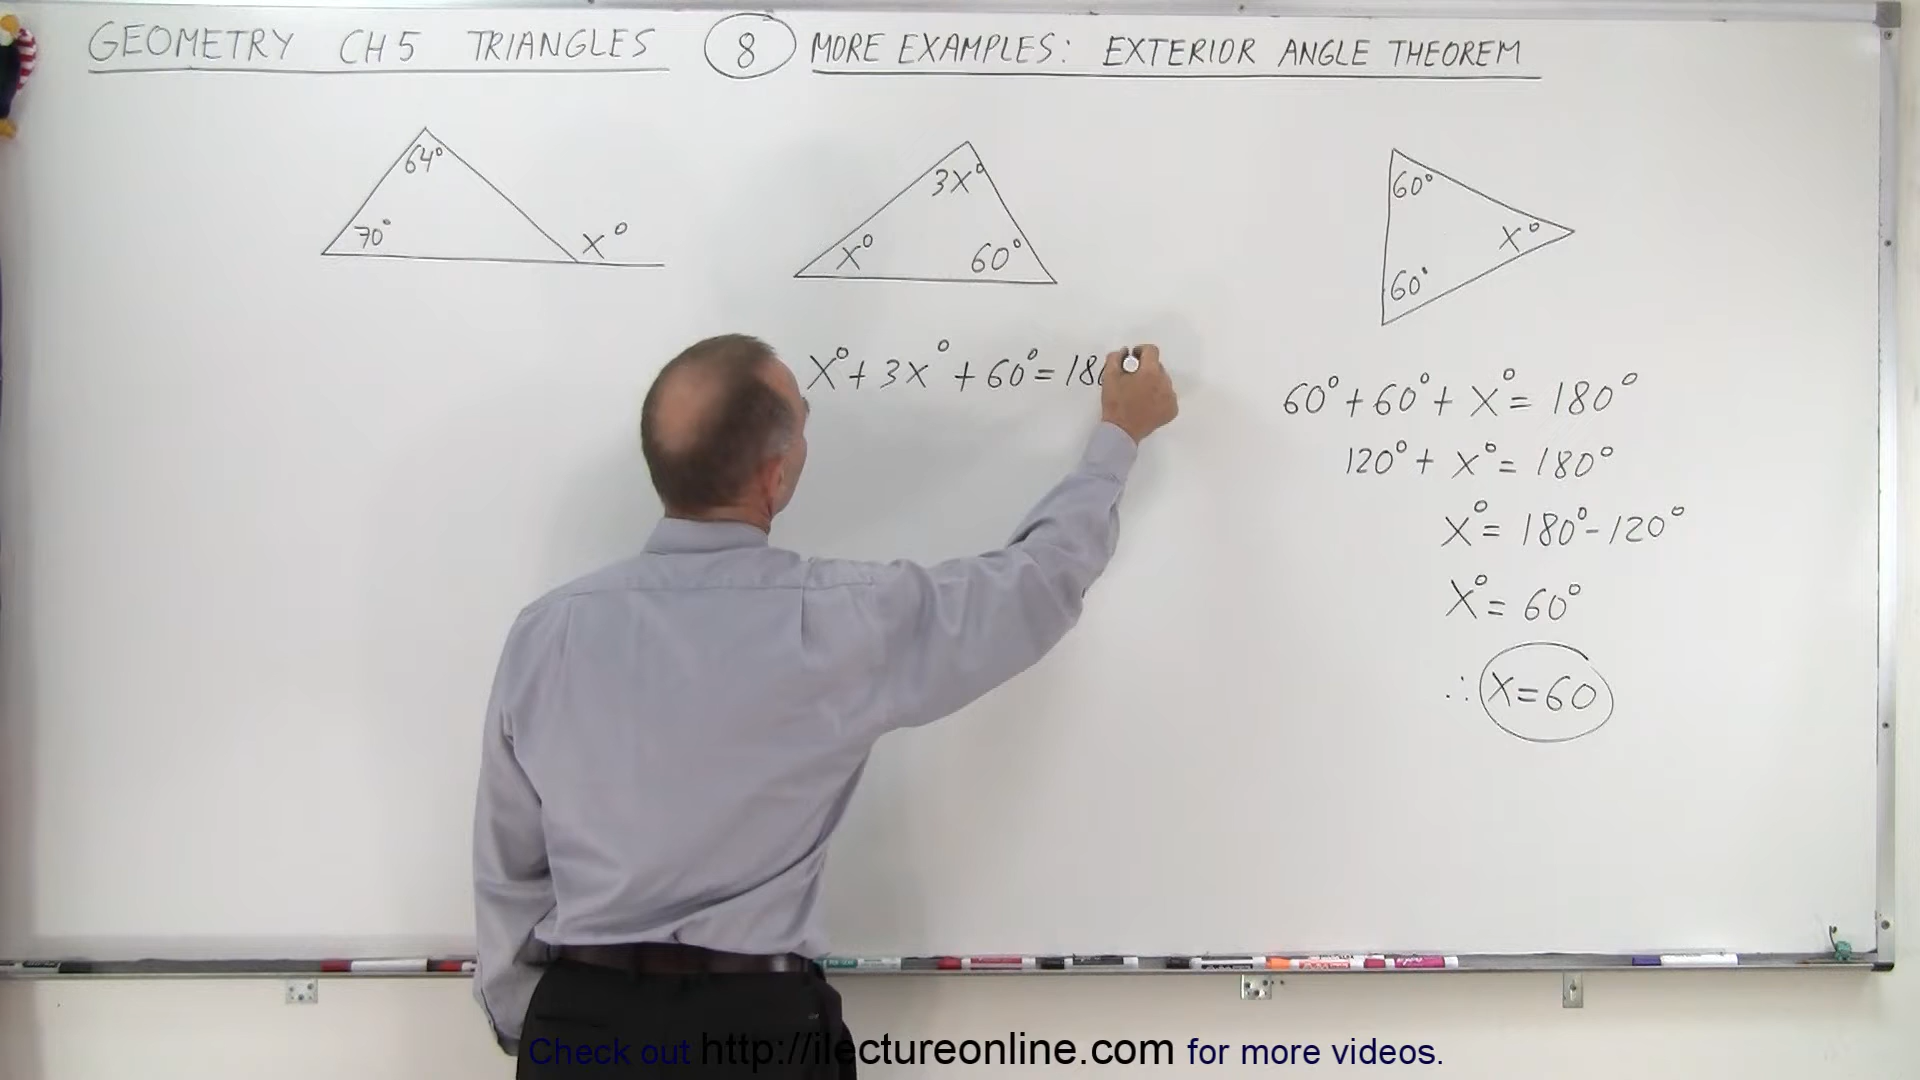 GEOMETRY CH 5 TRIANGLES 8 MORE EXAMPLES: EXTERIOR ANGLE THEOREM
64°
70°
x°
3x°
x°
60°
60°
x°
60°
x° + 3x° + 60° = 18
60° + 60° + x° = 180°
120° + x° = 180°
x° = 180° - 120°
x° = 60°
∴ x = 60
Check out http://ilectureonline.com for more videos.